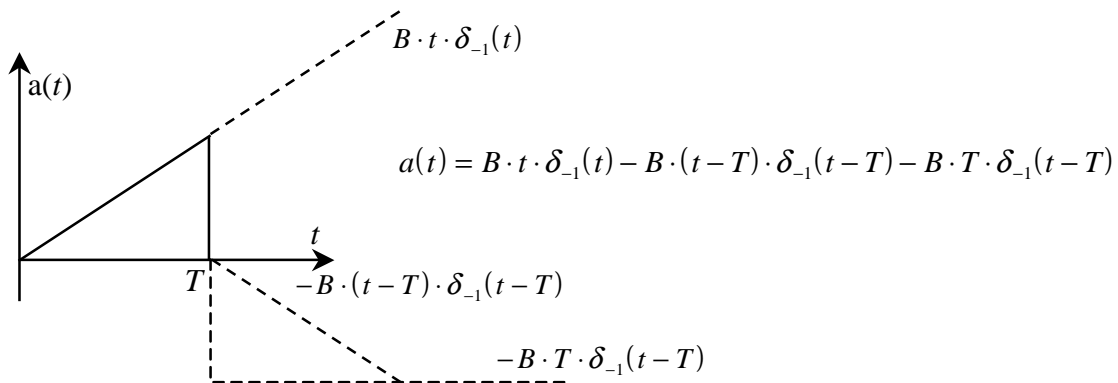 B · t · δ₋₁(t)
a(t)
a(t) = B · t · δ₋₁(t) − B · (t − T) · δ₋₁(t − T) − B · T · δ₋₁(t − T)
t
T
−B · (t − T) · δ₋₁(t − T)
−B · T · δ₋₁(t − T)